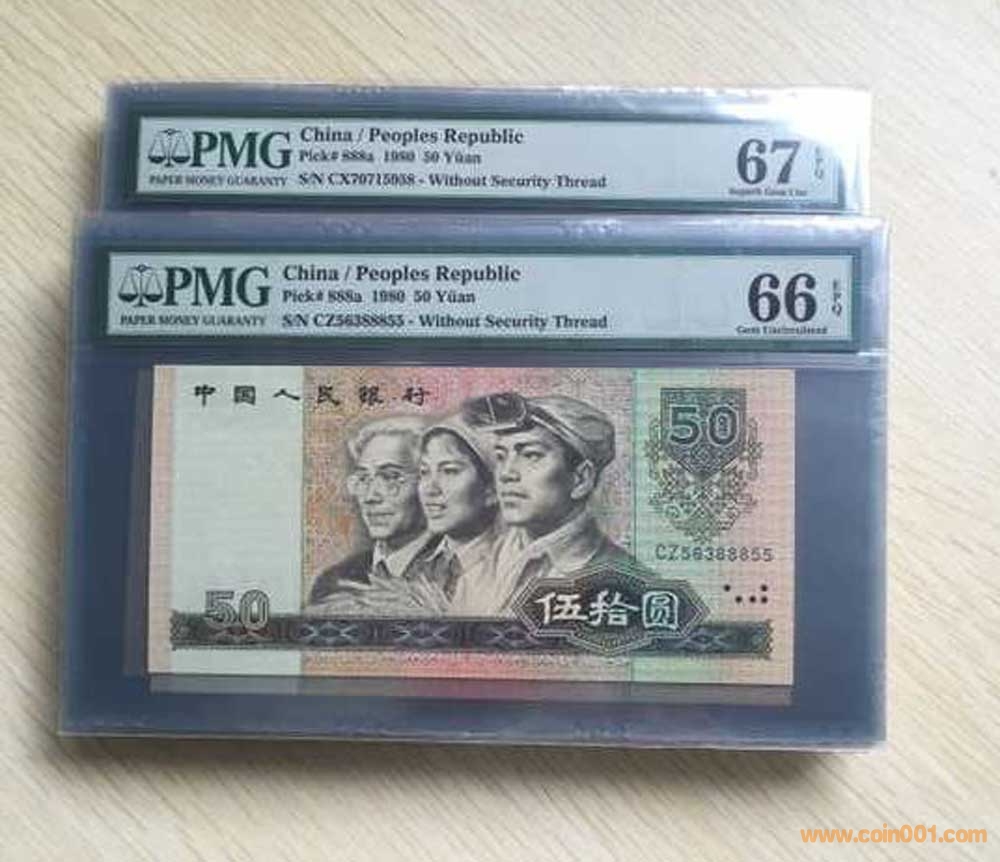 PMG
PAPER MONEY GUARANTY
China / Peoples Republic
Pick# 888a 1980 50 Yüan
S/N CX70715938 - Without Security Thread
67 EPQ
Superb Gem Unc
PMG
PAPER MONEY GUARANTY
China / Peoples Republic
Pick# 888a 1980 50 Yüan
S/N CZ56388855 - Without Security Thread
66 EPQ
Gem Uncirculated
中国人民银行
50
CZ56388855
50
伍拾圆
www.coin001.com